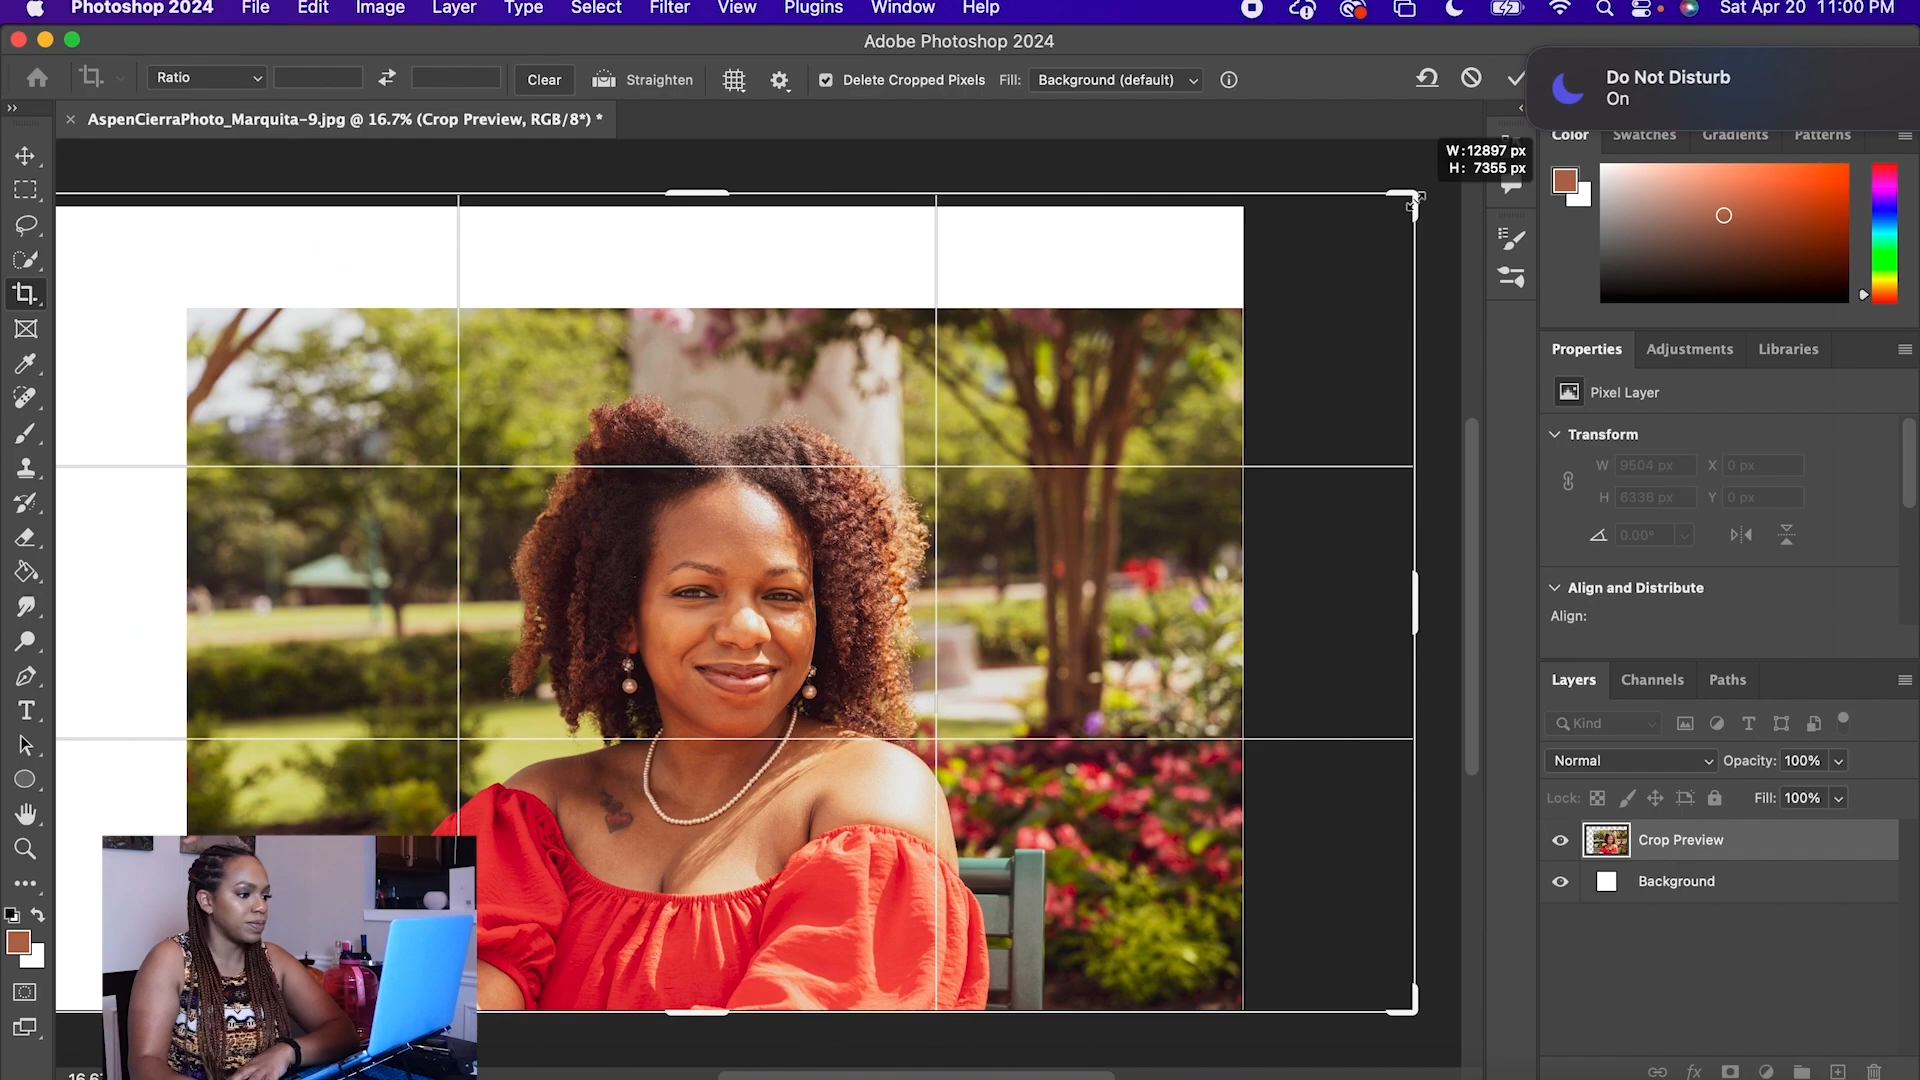 Photoshop 2024 File Edit Image Layer Type Select Filter View Plugins Window Help Sat Apr 20 11:00 PM
Adobe Photoshop 2024
Ratio Clear Straighten Delete Cropped Pixels Fill: Background (default)
Do Not Disturb
On
× AspenCierraPhoto_Marquita-9.jpg @ 16.7% (Crop Preview, RGB/8*) *
Color Swatches Gradients Patterns
W: 12897 px
H: 7355 px
Properties Adjustments Libraries
Pixel Layer
Transform
W 9504 px X 0 px
H 6336 px Y 0 px
0.00°
Align and Distribute
Align:
Layers Channels Paths
Kind
Normal Opacity: 100%
Lock: Fill: 100%
Crop Preview
Background